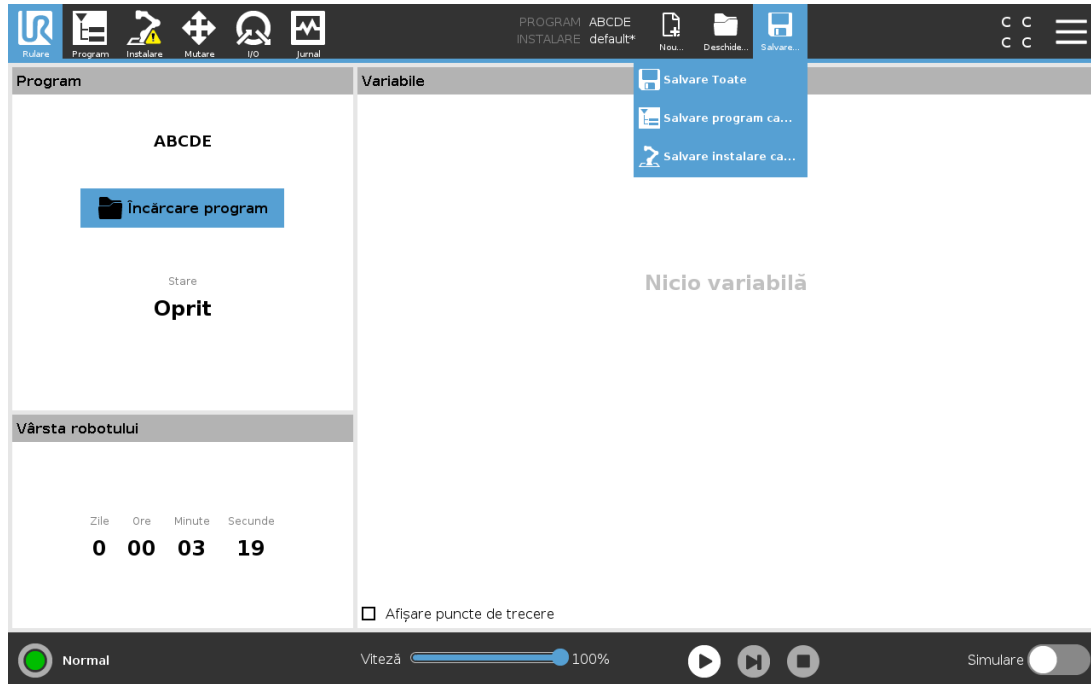 UR
Rulare
Program
Instalare
Mutare
I/O
Jurnal
PROGRAM ABCDE
INSTALARE default*
Nou...
Deschide...
Salvare...
C C
C C
Program
Variabile
Salvare Toate
Salvare program ca...
Salvare instalare ca...
ABCDE
Încărcare program
Stare
Oprit
Nicio variabilă
Vârsta robotului
Zile Ore Minute Secunde
0 00 03 19
Afișare puncte de trecere
Normal
Viteză 100%
Simulare